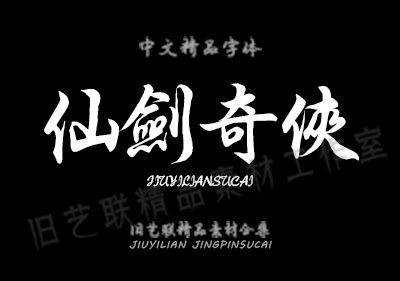 中文精品字体
仙劍奇俠
JIUYILIANSUCAI
旧艺联精品素材工作室
旧艺联精品素材合集
JIUYILIAN JINGPINSUCAI